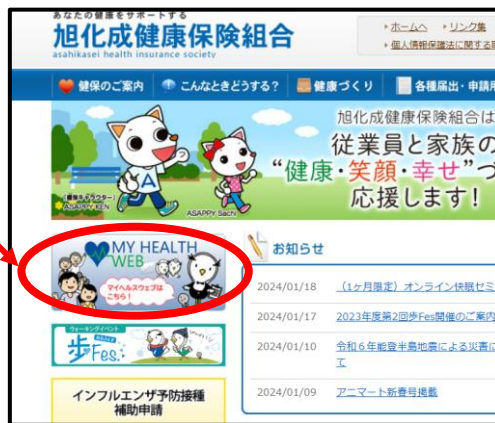 あなたの健康をサポートする
旭化成健康保険組合
asahikasei health insurance society
ホームへ
リンク集
個人情報保護法に関する
健保のご案内
こんなときどうする？
健康づくり
各種届出・申請用
旭化成健康保険組合は
従業員と家族の
“健康・笑顔・幸せ”づ
応援します！
ASAPPY Sachi
MY HEALTH
WEB
マイヘルスウェブは
こちら！
ウォーキングイベント
歩Fes.
インフルエンザ予防接種
補助申請
お知らせ
2024/01/18
（1ヶ月限定）オンライン快眠セミ
2024/01/17
2023年度第2回歩Fes開催のご案内
2024/01/10
令和６年能登半島地震による災害に
て
2024/01/09
アニマート新春号掲載